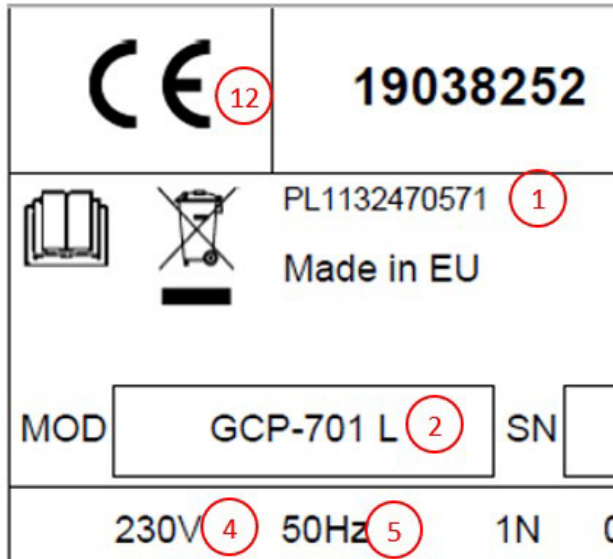 CE 12 19038252
PL1132470571 1
Made in EU
MOD GCP-701 L 2 SN
230V 4 50Hz 5 1N